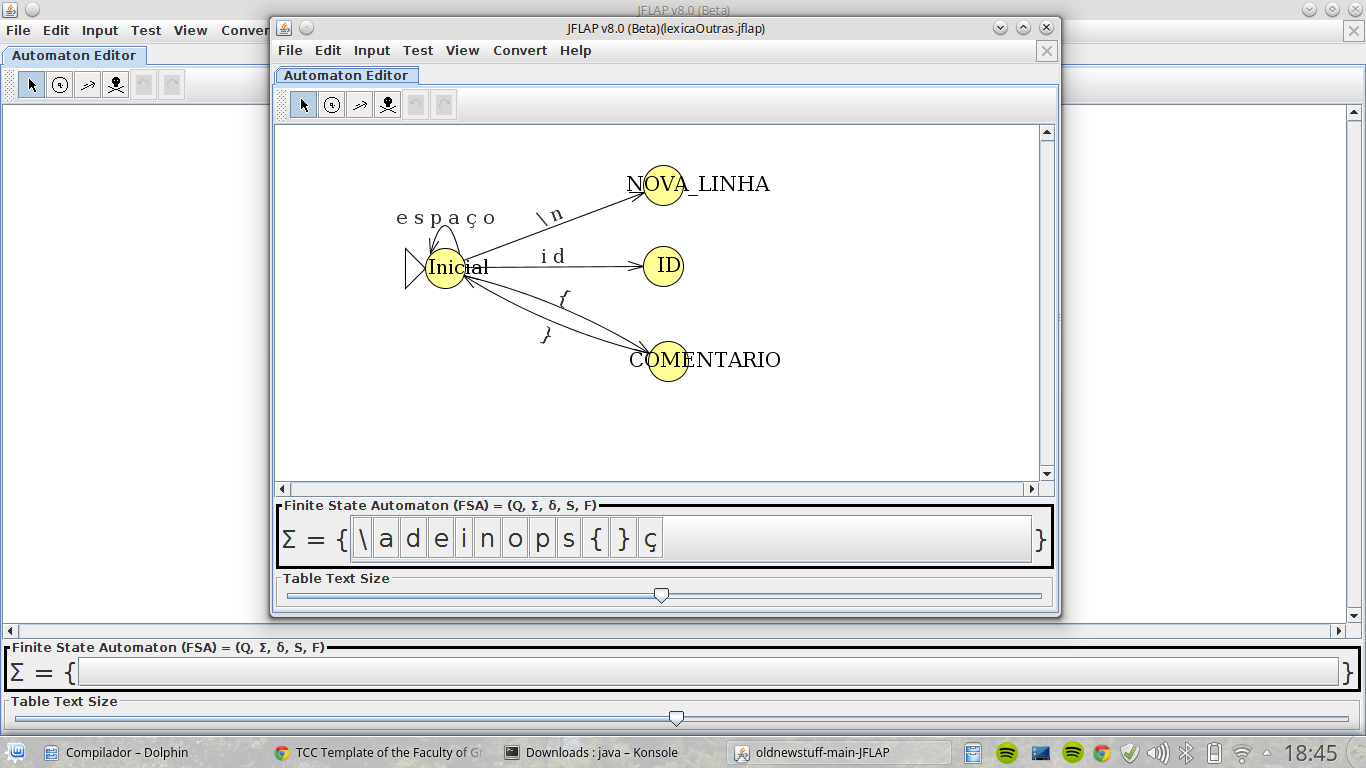 JFLAP v8.0 (Beta)
File Edit Input Test View Conver
Automaton Editor
JFLAP v8.0 (Beta)(lexicaOutras.jflap)
File Edit Input Test View Convert Help
Automaton Editor
NOVA_LINHA
e s p a ç o
\ n
i d
Inicial
ID
{
}
COMENTARIO
Finite State Automaton (FSA) = (Q, Σ, δ, S, F)
Σ = { \ a d e i n o p s { } ç }
Table Text Size
Finite State Automaton (FSA) = (Q, Σ, δ, S, F)
Σ = { }
Table Text Size
Compilador – Dolphin
TCC Template of the Faculty of Gr
Downloads : java – Konsole
oldnewstuff-main-JFLAP
18:45